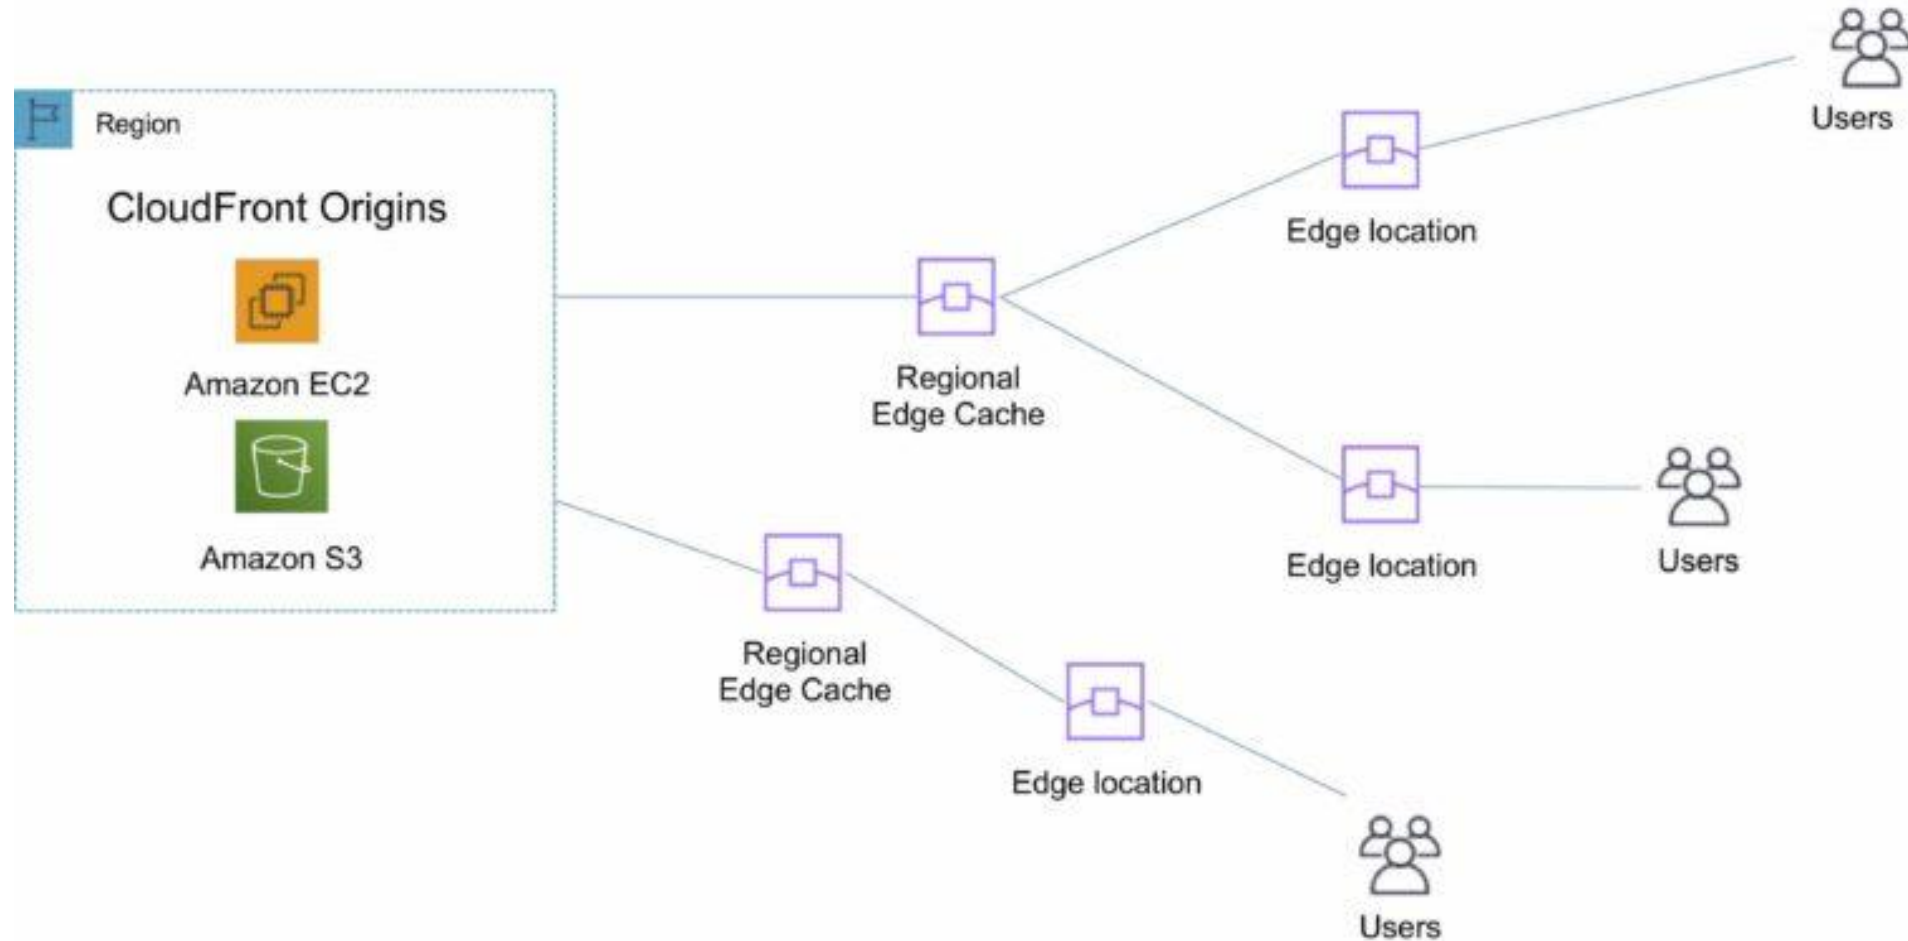 Region
CloudFront Origins
Amazon EC2
Amazon S3
Regional
Edge Cache
Regional
Edge Cache
Edge location
Users
Edge location
Users
Edge location
Users